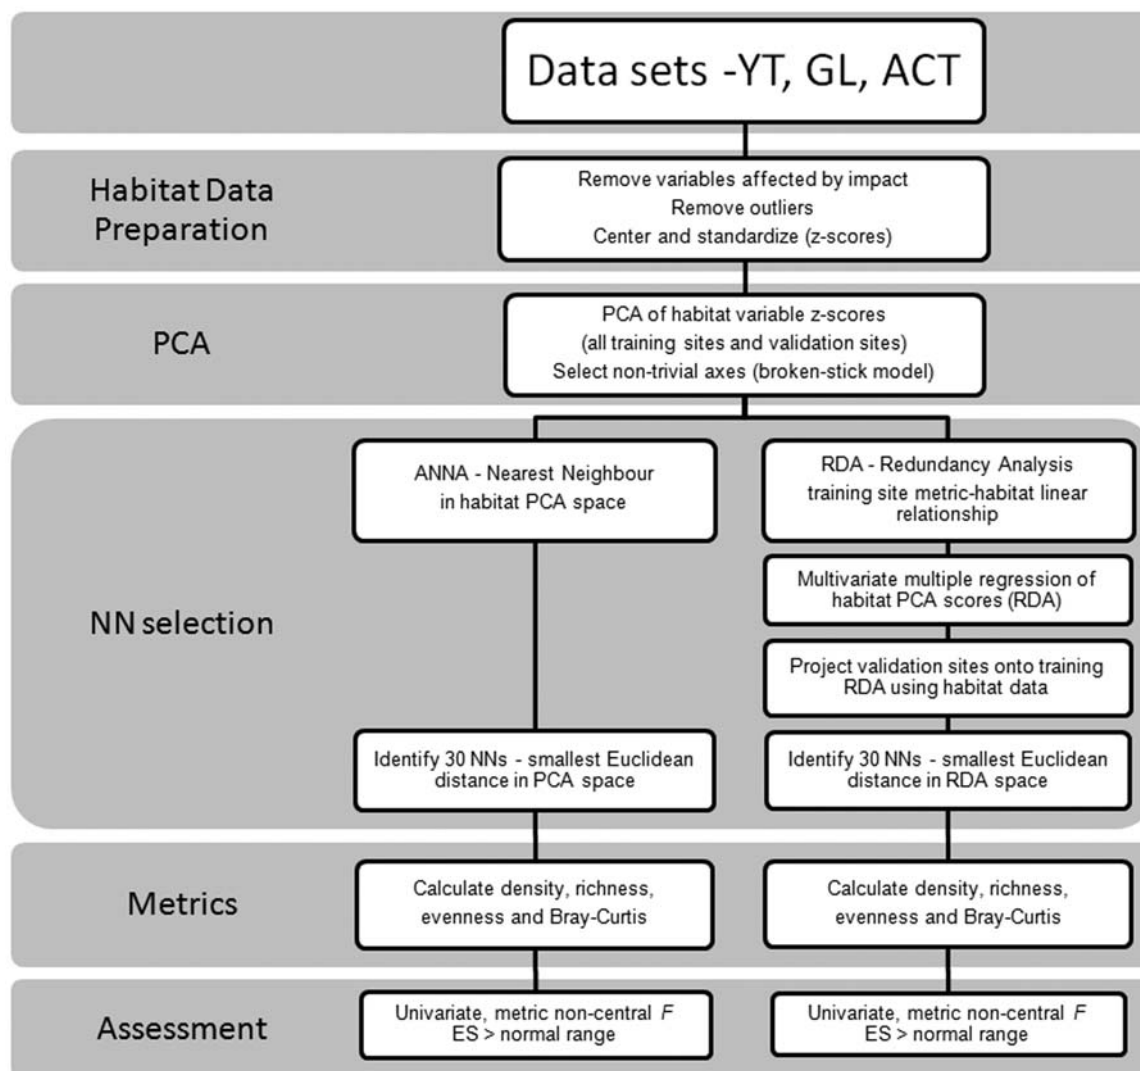 Data sets -YT, GL, ACT
Habitat Data
Preparation
Remove variables affected by impact
Remove outliers
Center and standardize (z-scores)
PCA
PCA of habitat variable z-scores
(all training sites and validation sites)
Select non-trivial axes (broken-stick model)
NN selection
ANNA - Nearest Neighbour
in habitat PCA space
Identify 30 NNs - smallest Euclidean
distance in PCA space
RDA - Redundancy Analysis
training site metric-habitat linear
relationship
Multivariate multiple regression of
habitat PCA scores (RDA)
Project validation sites onto training
RDA using habitat data
Identify 30 NNs - smallest Euclidean
distance in RDA space
Metrics
Calculate density, richness,
evenness and Bray-Curtis
Calculate density, richness,
evenness and Bray-Curtis
Assessment
Univariate, metric non-central F
ES > normal range
Univariate, metric non-central F
ES > normal range